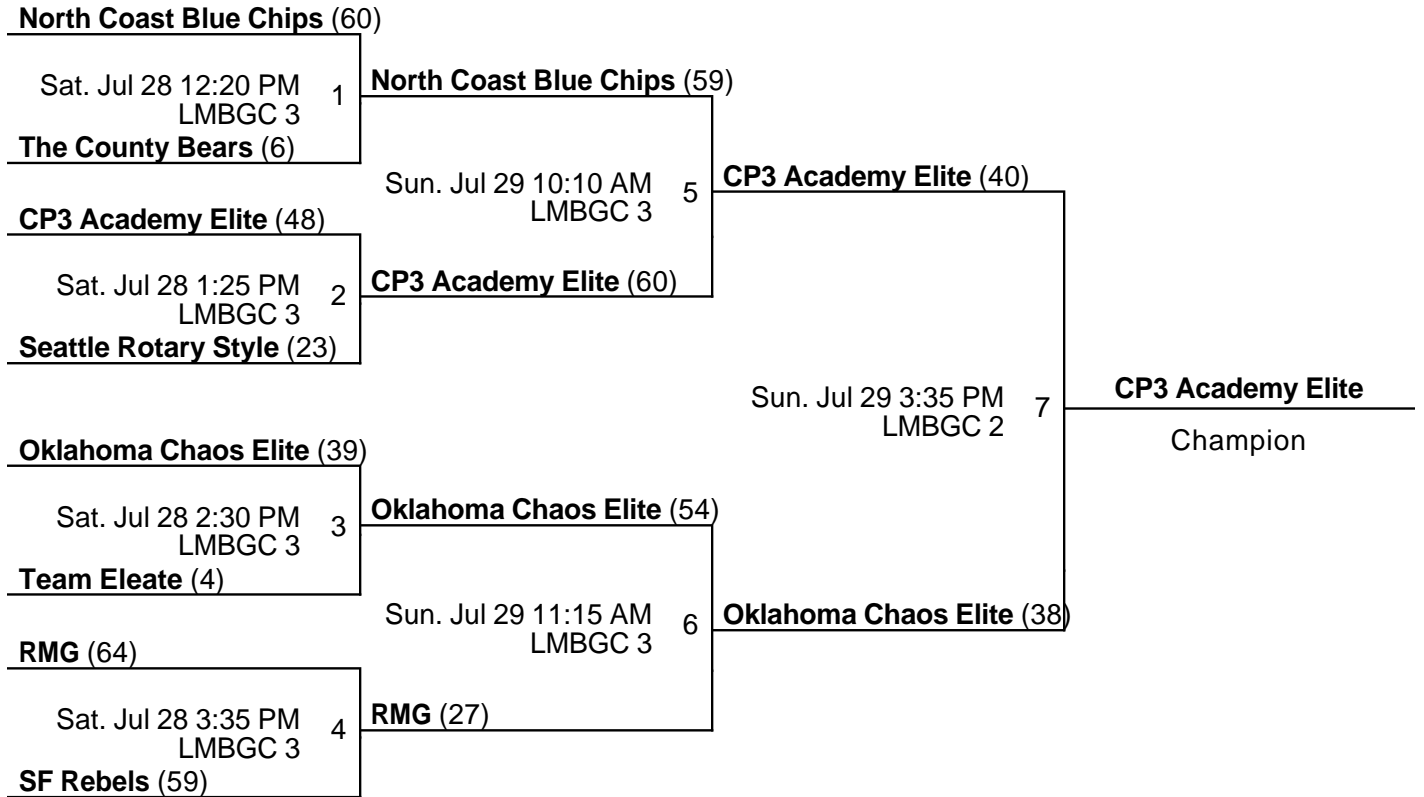 North Coast Blue Chips (60)
Sat. Jul 28 12:20 PM 1
LMBGC 3
The County Bears (6)
North Coast Blue Chips (59)
CP3 Academy Elite (48)
Sat. Jul 28 1:25 PM 2
LMBGC 3
Seattle Rotary Style (23)
CP3 Academy Elite (60)
Sun. Jul 29 10:10 AM 5
LMBGC 3
CP3 Academy Elite (40)
Oklahoma Chaos Elite (39)
Sat. Jul 28 2:30 PM 3
LMBGC 3
Team Eleate (4)
Oklahoma Chaos Elite (54)
RMG (64)
Sat. Jul 28 3:35 PM 4
LMBGC 3
SF Rebels (59)
RMG (27)
Sun. Jul 29 11:15 AM 6
LMBGC 3
Oklahoma Chaos Elite (38)
Sun. Jul 29 3:35 PM 7
LMBGC 2
CP3 Academy Elite
Champion